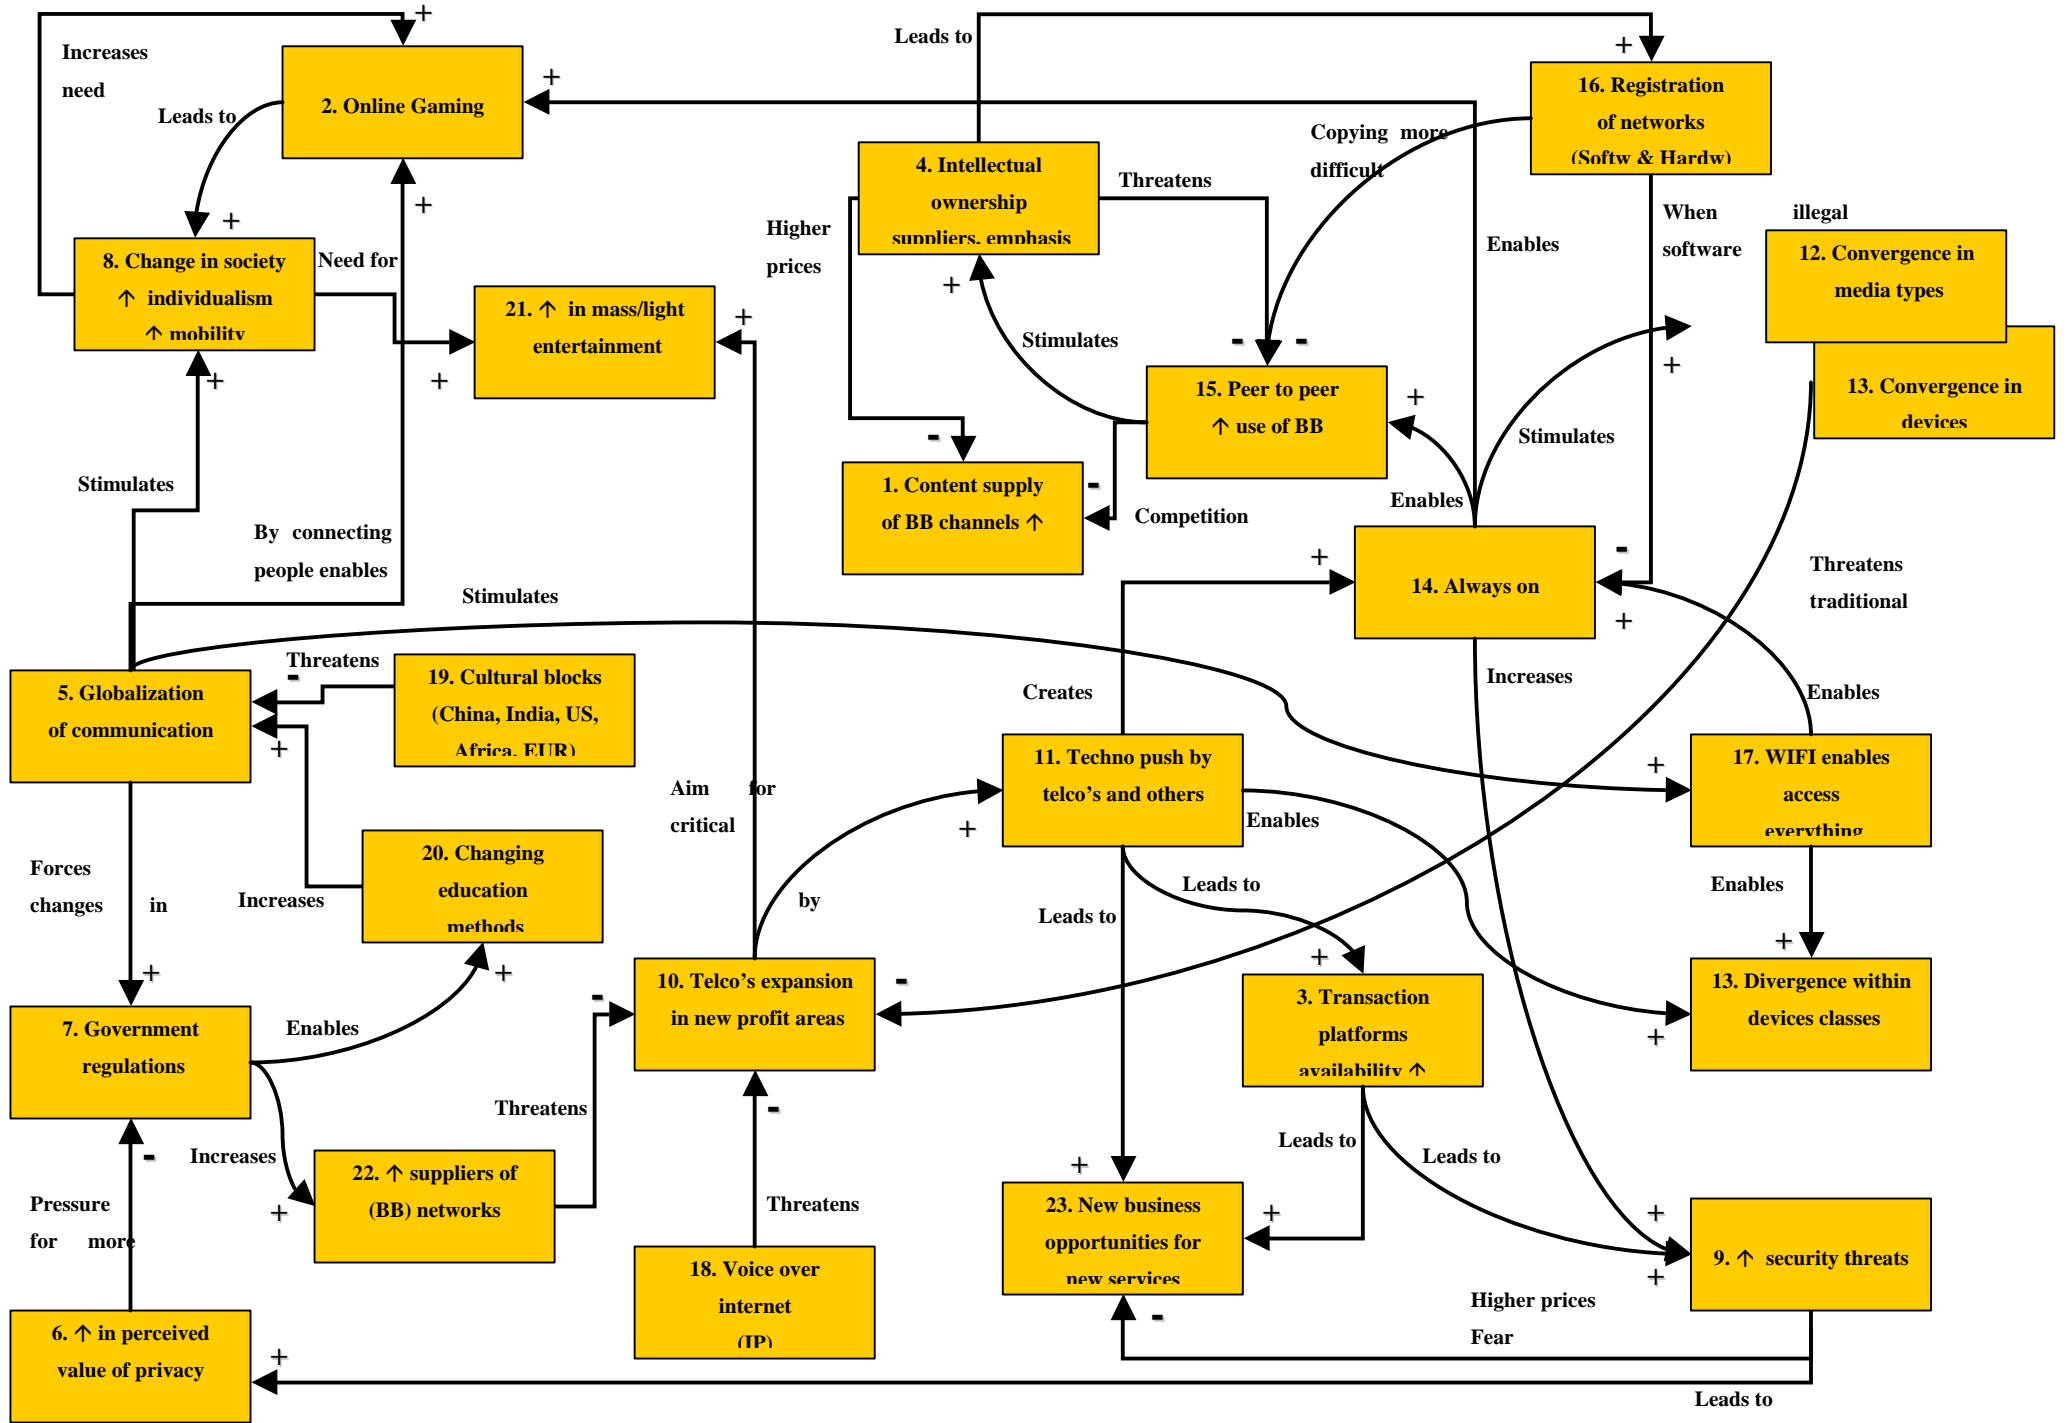 Increases
need
+
2. Online Gaming
Leads to
+
+
+
8. Change in society
↑ individualism
↑ mobility
Need for
+
+
21. ↑ in mass/light
entertainment
+
Stimulates
By connecting
people enables
Leads to
+
16. Registration
of networks
(Softw & Hardw)
Copying more
difficult
4. Intellectual
ownership
suppliers, emphasis
Threatens
Higher
prices
+
Enables
When illegal
software
12. Convergence in
media types
13. Convergence in
devices
+
Stimulates
- -
15. Peer to peer
↑ use of BB
+
Stimulates
-
1. Content supply
of BB channels ↑
-
Competition
Enables
+
-
14. Always on
+
Threatens
traditional
Stimulates
Threatens
-
19. Cultural blocks
(China, India, US,
Africa, EUR)
5. Globalization
of communication
+
Increases
Enables
Creates
11. Techno push by
telco's and others
+
17. WIFI enables
access
everything
Aim for
critical
+
Enables
Forces
changes in
20. Changing
education
methods
Increases
by
Leads to
Leads to
Enables
+
+
+
+
13. Divergence within
devices classes
+
10. Telco's expansion
in new profit areas
-
-
3. Transaction
platforms
availability ↑
7. Government
regulations
Enables
Threatens
-
-
Increases
+
22. ↑ suppliers of
(BB) networks
Pressure
for more
Threatens
Leads to
Leads to
+
23. New business
opportunities for
new services
+
+
+
9. ↑ security threats
18. Voice over
internet
(IP)
Higher prices
Fear
-
6. ↑ in perceived
value of privacy
+
Leads to